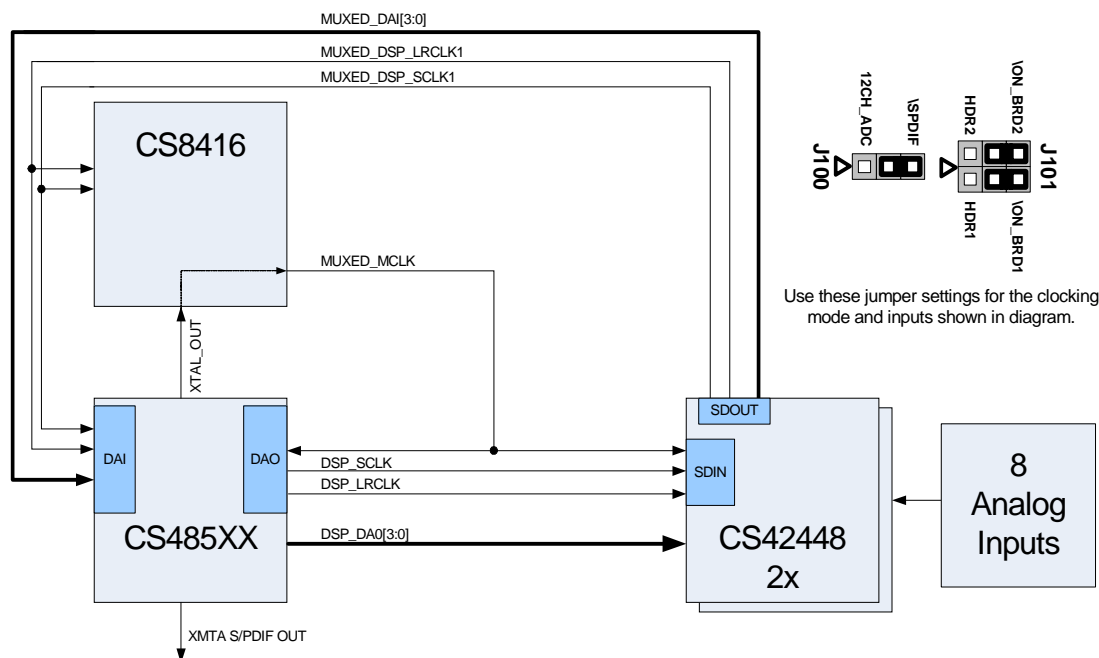 MUXED_DAI[3:0]
MUXED_DSP_LRCLK1
MUXED_DSP_SCLK1
CS8416
MUXED_MCLK
XTAL_OUT
DAI
DAO
CS485XX
DSP_SCLK
DSP_LRCLK
DSP_DA0[3:0]
XMTA S/PDIF OUT
SDOUT
SDIN
CS42448
2x
8
Analog
Inputs
12CH_ADC
\SPDIF
J100
HDR2
\ON_BRD2
J101
HDR1
\ON_BRD1
Use these jumper settings for the clocking
mode and inputs shown in diagram.